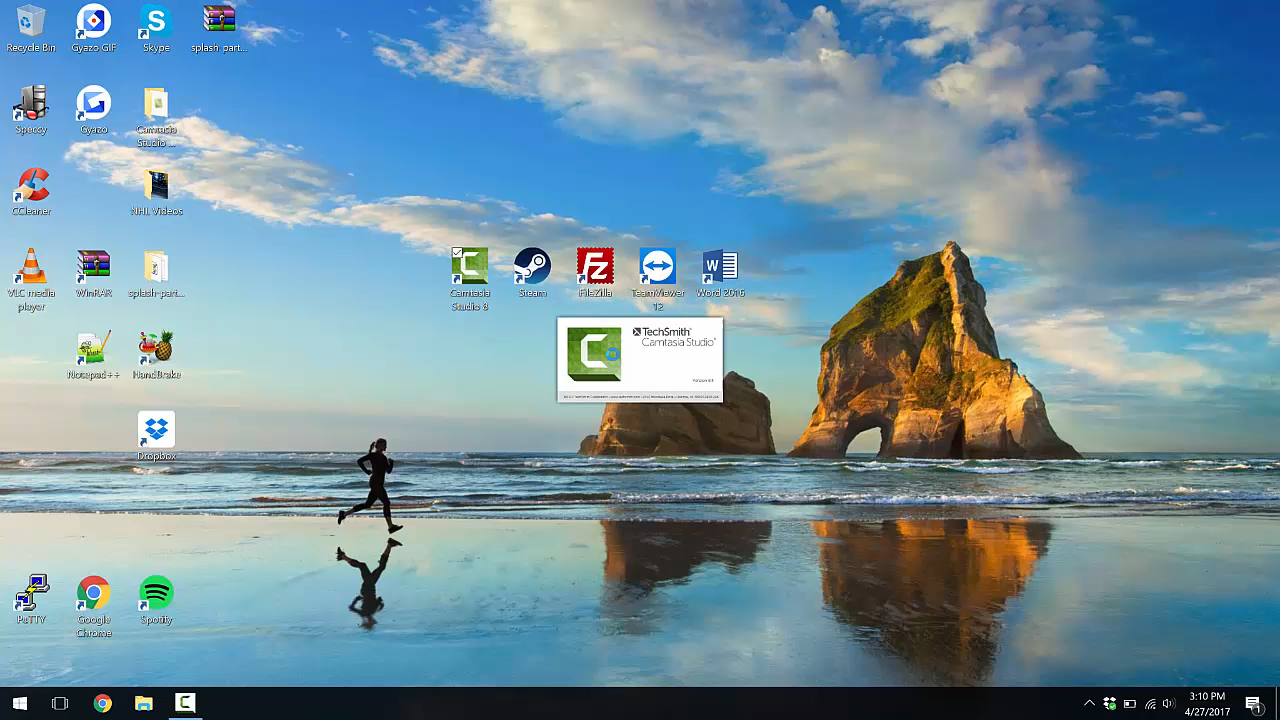 Recycle Bin
Gyazo GIF
Skype
splash_part...
Speccy
Gyazo
Camtasia
Studio ...
CCleaner
NHL Videos
VLC media
player
WinRAR
splash-part...
Camtasia
Studio 8
Steam
FileZilla
TeamViewer
12
Word 2016
TechSmith
Camtasia Studio
Notepad++
HandBrake
Dropbox
PuTTY
Google
Chrome
Spotify
3:10 PM
4/27/2017
1